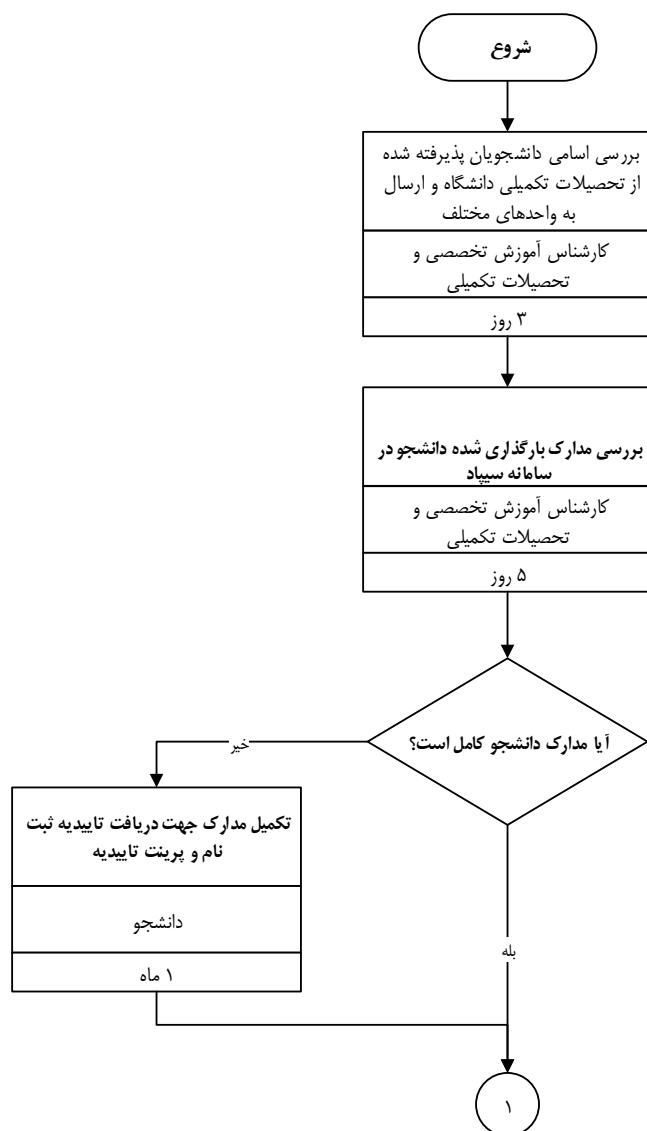 شروع
بررسی اسامی دانشجویان پذیرفته شده
از تحصیلات تکمیلی دانشگاه و ارسال
به واحدهای مختلف
کارشناس آموزش تخصصی و
تحصیلات تکمیلی
۳ روز
بررسی مدارک بارگذاری شده دانشجو در
سامانه سیپاد
کارشناس آموزش تخصصی و
تحصیلات تکمیلی
۵ روز
آیا مدارک دانشجو کامل است؟
خیر
تکمیل مدارک جهت دریافت تاییدیه ثبت
نام و پرینت تاییدیه
دانشجو
۱ ماه
بله
۱